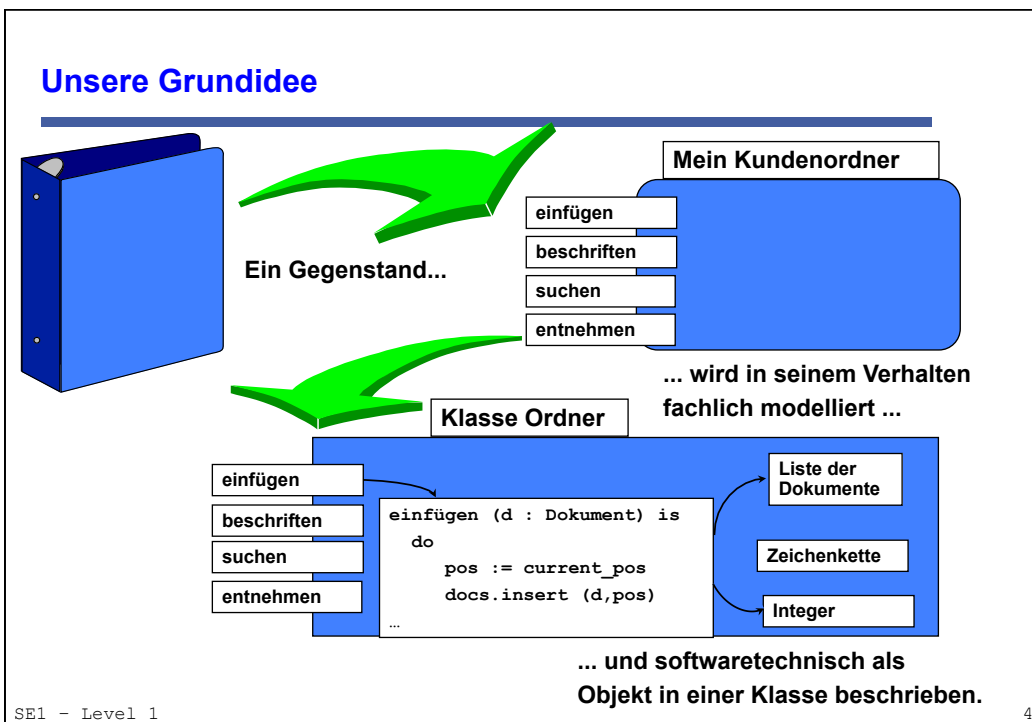 Unsere Grundidee
Mein Kundenordner
einfügen
beschriften
suchen
entnehmen
Ein Gegenstand...
... wird in seinem Verhalten
fachlich modelliert ...
Klasse Ordner
einfügen
beschriften
suchen
entnehmen
einfügen (d : Dokument) is
do
pos := current_pos
docs.insert (d,pos)
…
Liste der
Dokumente
Zeichenkette
Integer
... und softwaretechnisch als
Objekt in einer Klasse beschrieben.
SE1 - Level 1
4